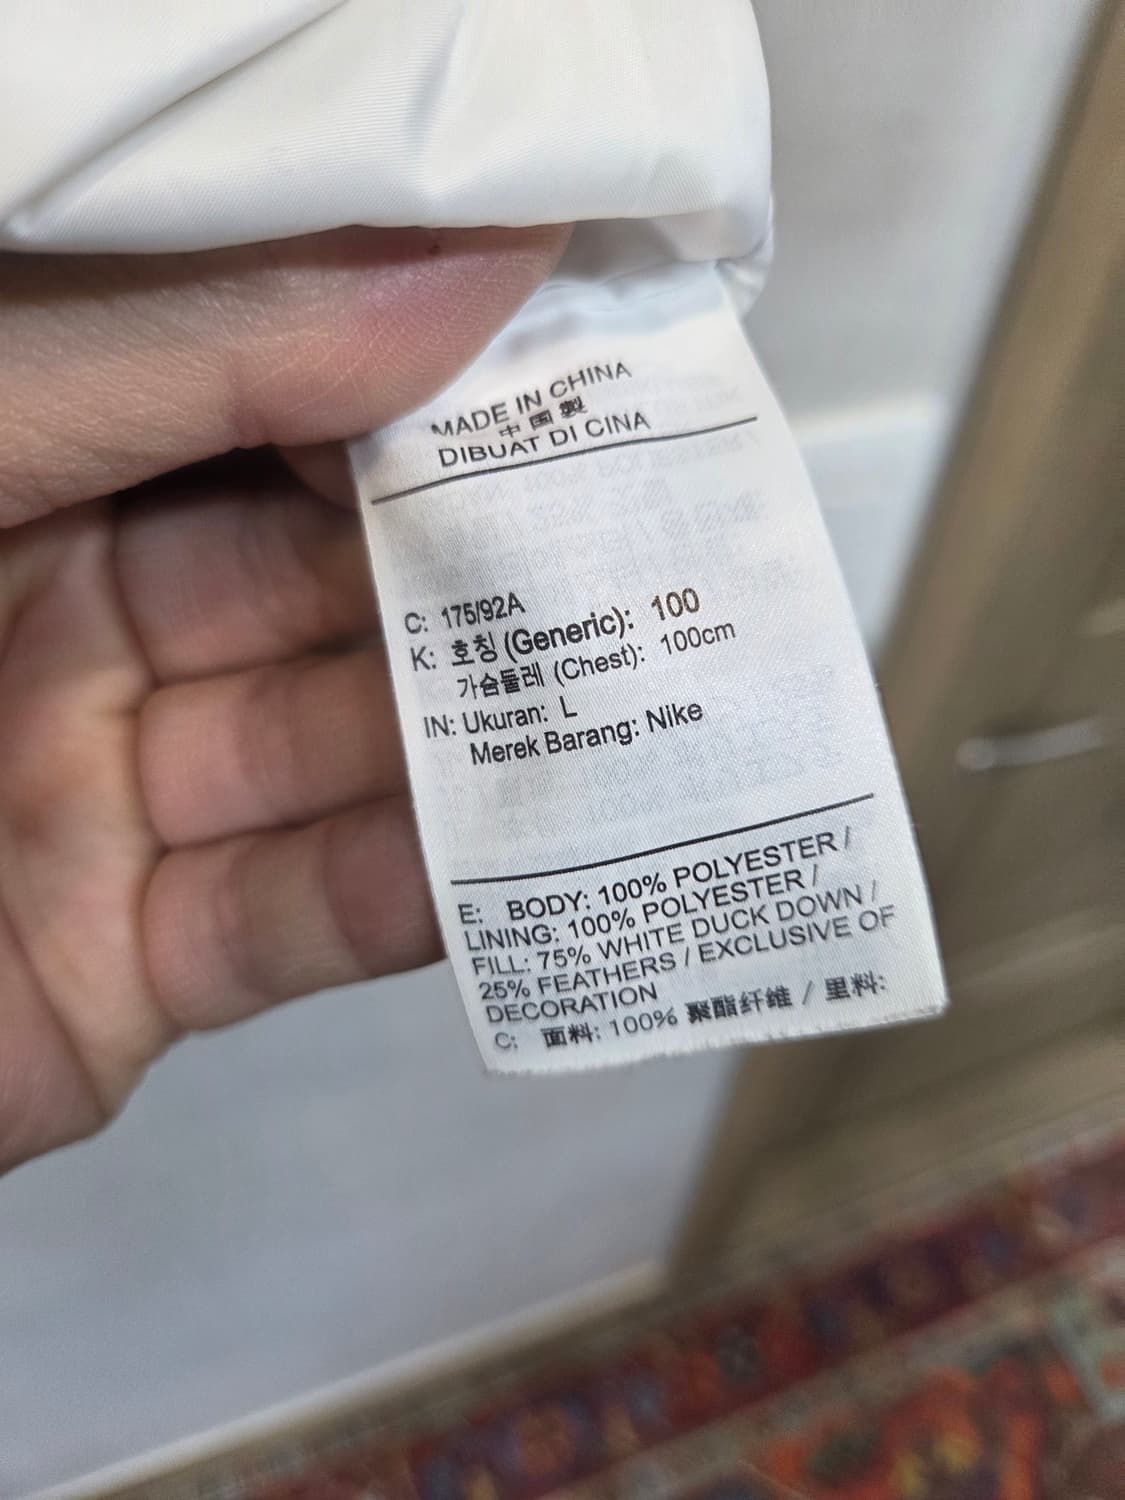 MADE IN CHINA
中国製
DIBUAT DI CINA
C: 175/92A
K: 호칭 (Generic): 100
가슴둘레 (Chest): 100cm
IN: Ukuran: L
Merek Barang: Nike
E: BODY: 100% POLYESTER /
LINING: 100% POLYESTER /
FILL: 75% WHITE DUCK DOWN /
25% FEATHERS / EXCLUSIVE OF
DECORATION
C: 面料: 100% 聚酯纤维 / 里料: